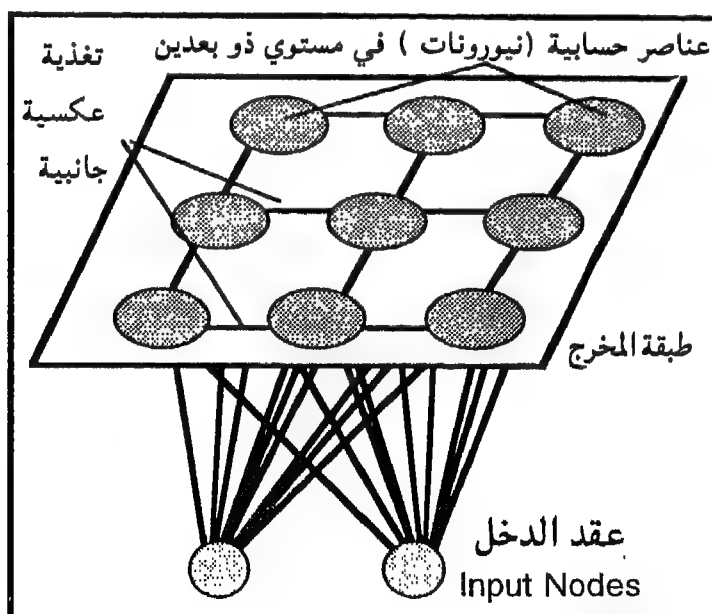 عناصر حسابية (نيورونات ) في مستوي ذو بعدين
تغذية
عكسية
جانبية
طبقة المخرج
عقد الدخل
Input Nodes